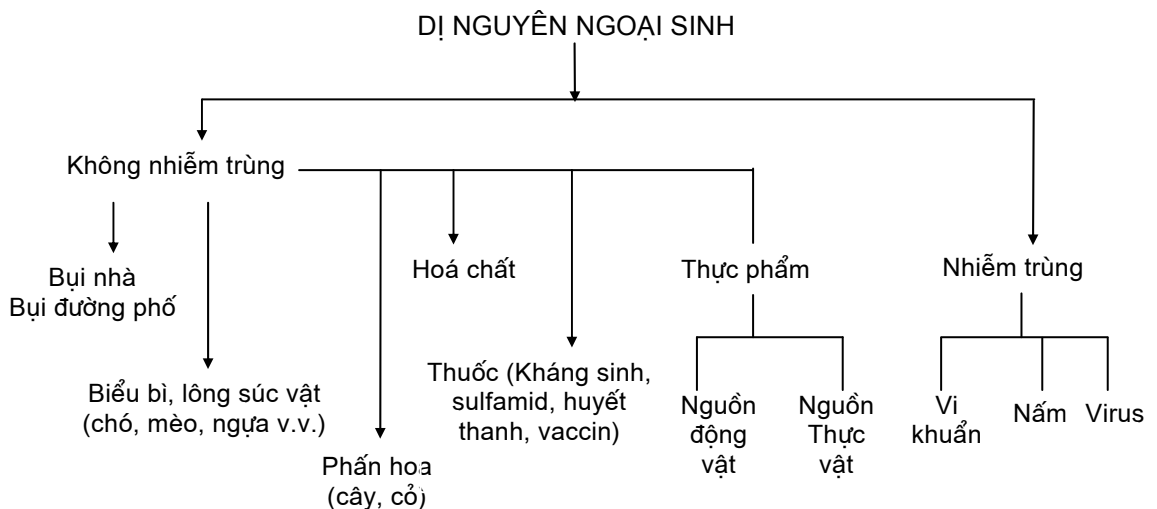 DỊ NGUYÊN NGOẠI SINH
Không nhiễm trùng
Bụi nhà
Bụi đường phố
Biểu bì, lông súc vật
(chó, mèo, ngựa v.v.)
Phấn hoa
(cây, cỏ)
Hoá chất
Thuốc (Kháng sinh,
sulfamid, huyết
thanh, vaccin)
Thực phẩm
Nguồn
động
vật
Nguồn
Thực
vật
Nhiễm trùng
Vi
khuẩn
Nấm
Virus